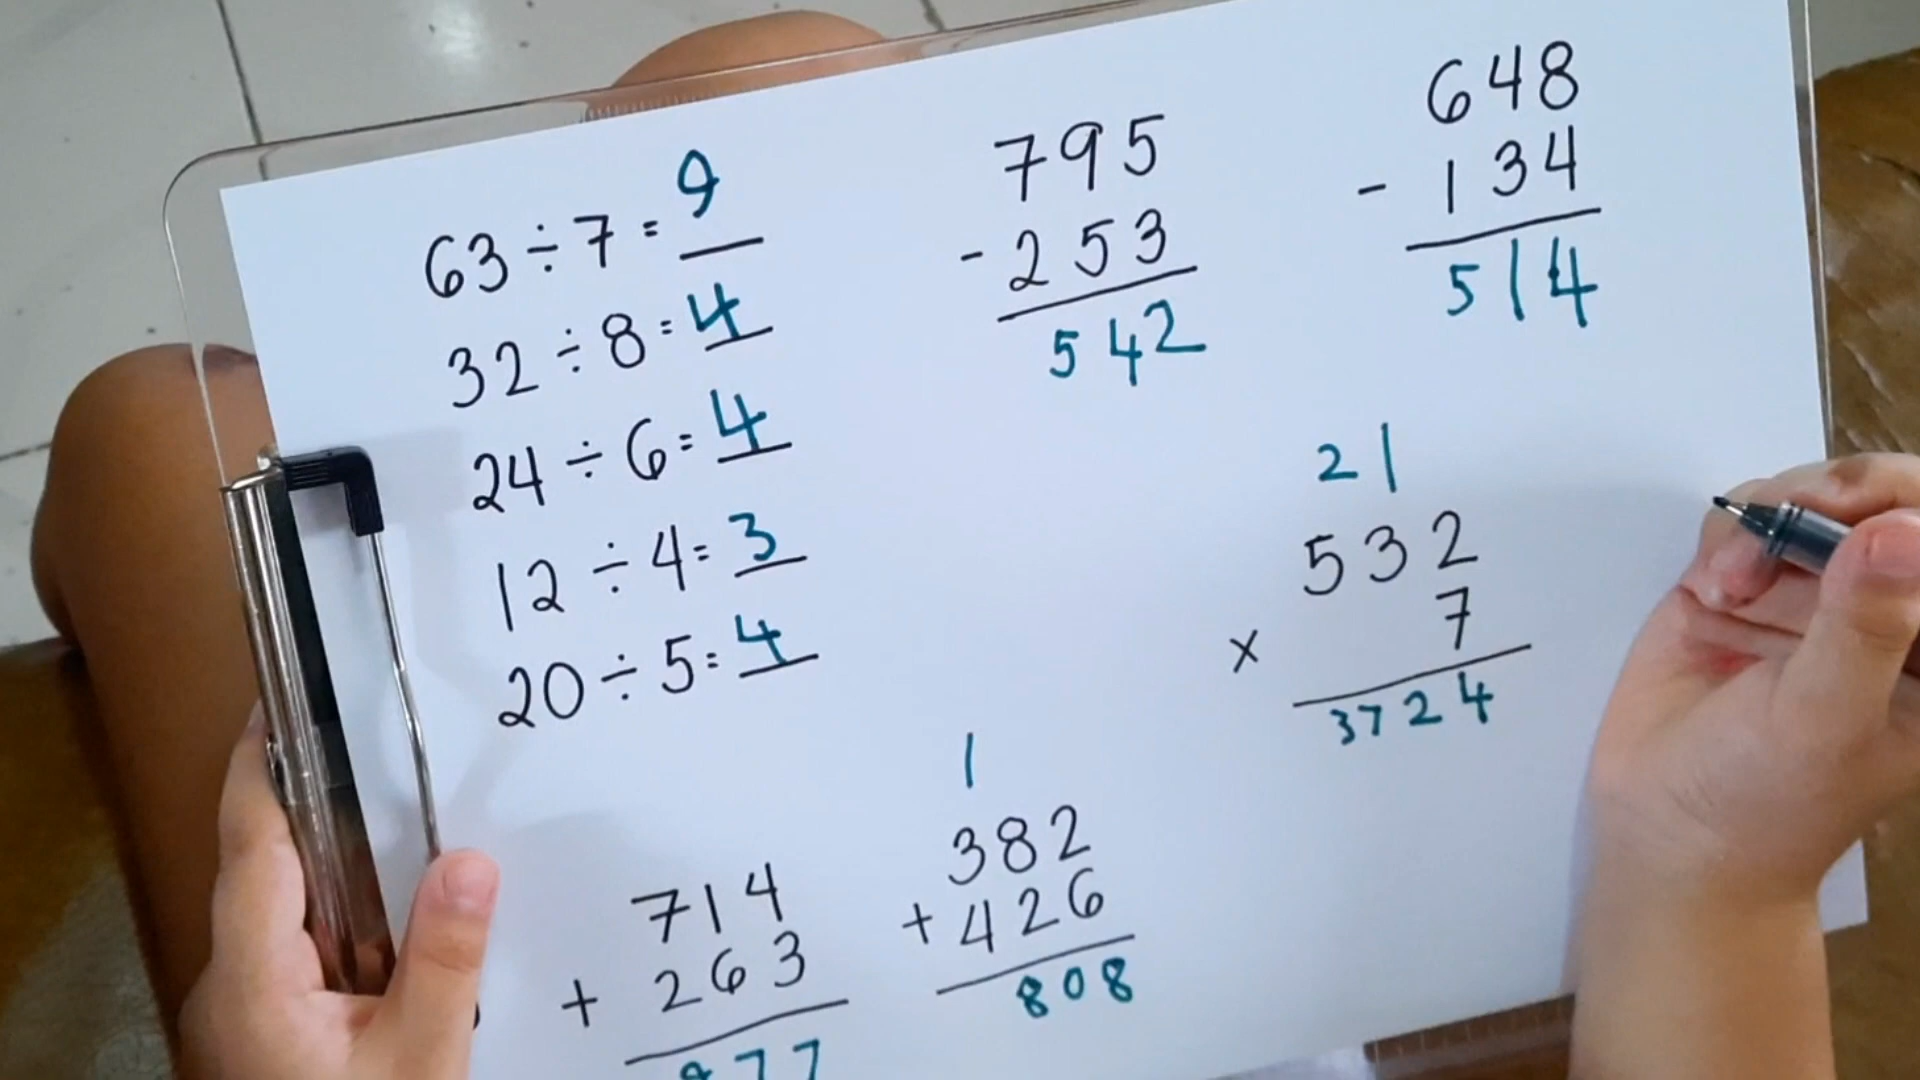 63 ÷ 7 = 9
32 ÷ 8 = 4
24 ÷ 6 = 4
12 ÷ 4 = 3
20 ÷ 5 = 4
795
- 253
542
648
- 134
514
21
532
x 7
3724
714
+ 263
977
1
382
+ 426
808